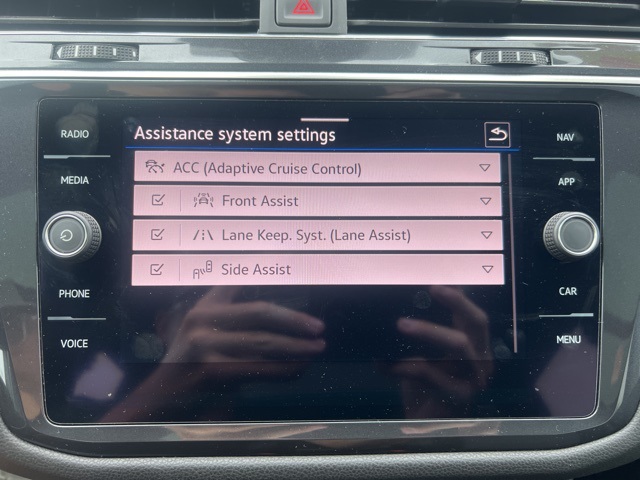 Assistance system settings
ACC (Adaptive Cruise Control)
Front Assist
Lane Keep. Syst. (Lane Assist)
Side Assist
RADIO
MEDIA
PHONE
VOICE
NAV
APP
CAR
MENU